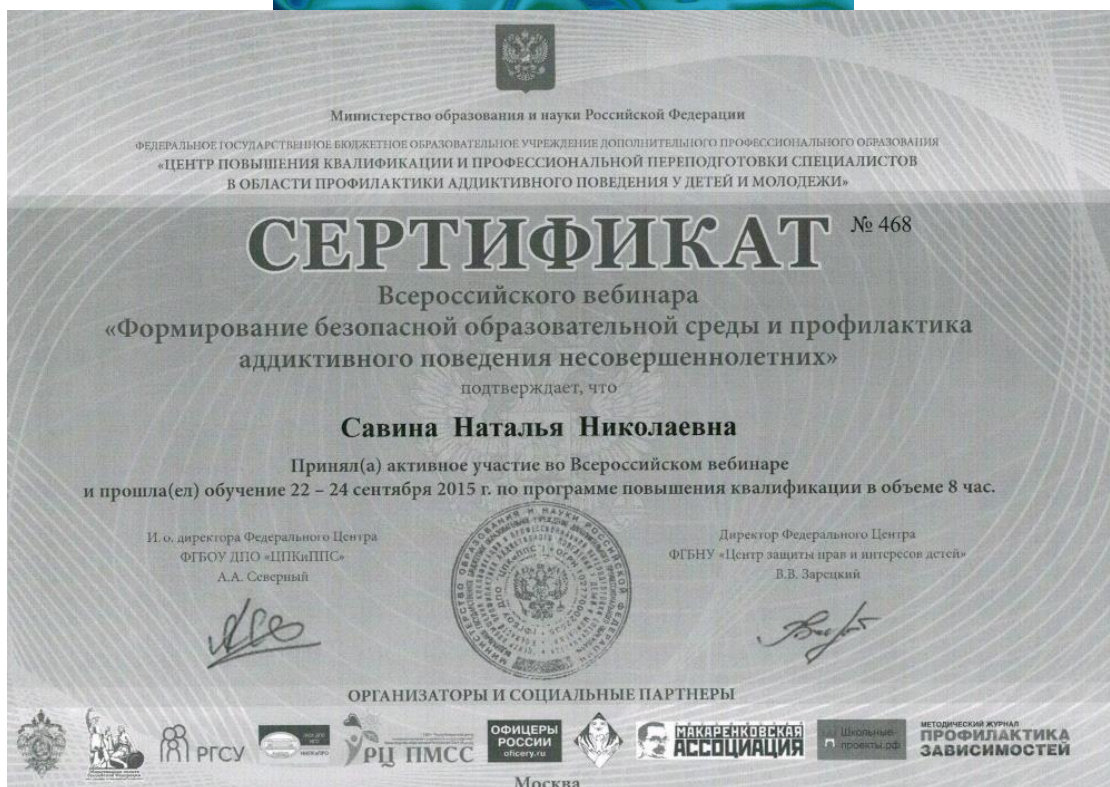 Министерство образования и науки Российской Федерации
ФЕДЕРАЛЬНОЕ ГОСУДАРСТВЕННОЕ БЮДЖЕТНОЕ ОБРАЗОВАТЕЛЬНОЕ УЧРЕЖДЕНИЕ ДОПОЛНИТЕЛЬНОГО ПРОФЕССИОНАЛЬНОГО ОБРАЗОВАНИЯ
«ЦЕНТР ПОВЫШЕНИЯ КВАЛИФИКАЦИИ И ПРОФЕССИОНАЛЬНОЙ ПЕРЕПОДГОТОВКИ СПЕЦИАЛИСТОВ
В ОБЛАСТИ ПРОФИЛАКТИКИ АДДИКТИВНОГО ПОВЕДЕНИЯ У ДЕТЕЙ И МОЛОДЕЖИ»
СЕРТИФИКАТ № 468
Всероссийского вебинара
«Формирование безопасной образовательной среды и профилактика
аддиктивного поведения несовершеннолетних»
подтверждает, что
Савина Наталья Николаевна
Принял(а) активное участие во Всероссийском вебинаре
и прошла(ел) обучение 22 – 24 сентября 2015 г. по программе повышения квалификации в объеме 8 час.
И. о. директора Федерального Центра
ФГБОУ ДПО «ЦПКиППС»
А.А. Северный
Директор Федерального Центра
ФГБНУ «Центр защиты прав и интересов детей»
В.В. Зарецкий
ОРГАНИЗАТОРЫ И СОЦИАЛЬНЫЕ ПАРТНЕРЫ
РГСУ
РЦ ПМСС
ОФИЦЕРЫ
РОССИИ
oficery.ru
МАКАРЕНКОВСКАЯ
АССОЦИАЦИЯ
Школьные-
проекты.рф
МЕТОДИЧЕСКИЙ ЖУРНАЛ
ПРОФИЛАКТИКА
ЗАВИСИМОСТЕЙ
Москва